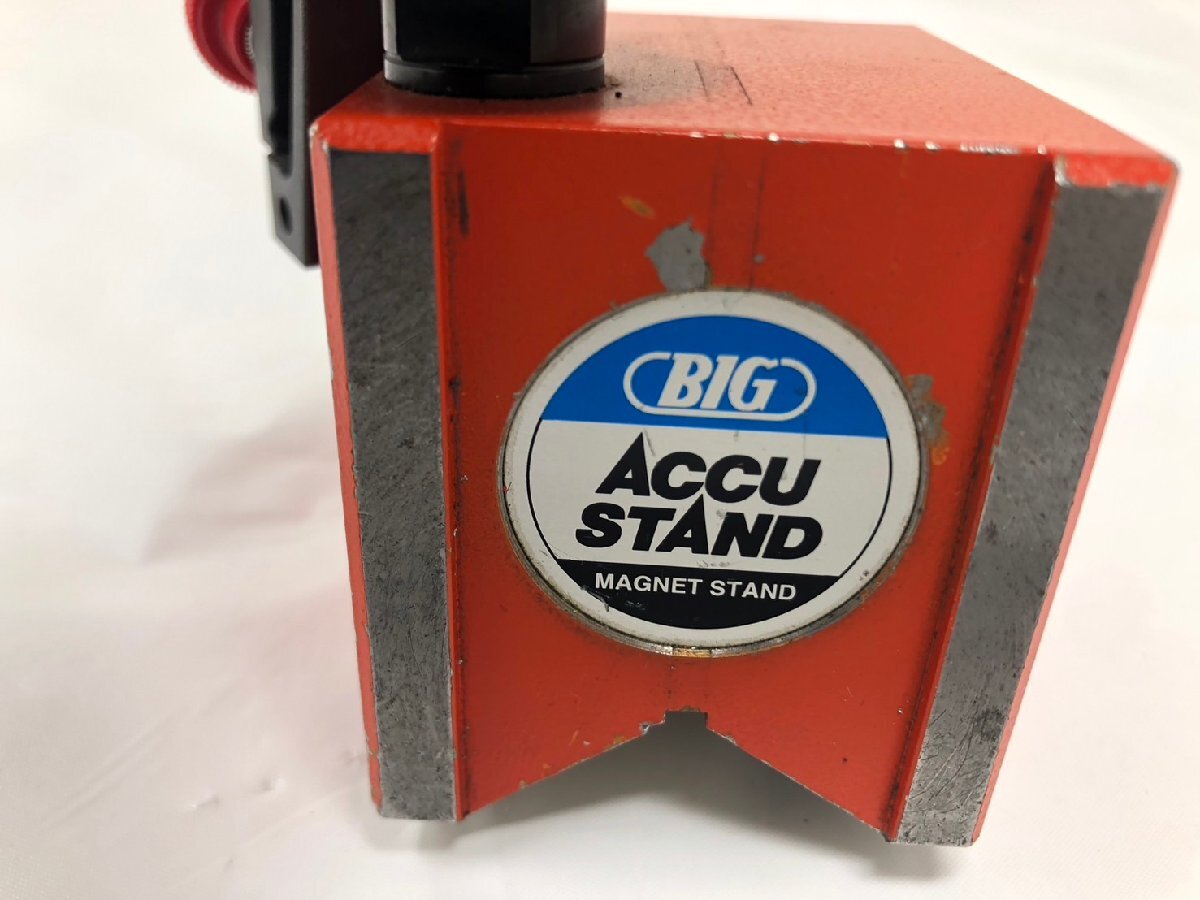 BIG
ACCU
STAND
MAGNET STAND